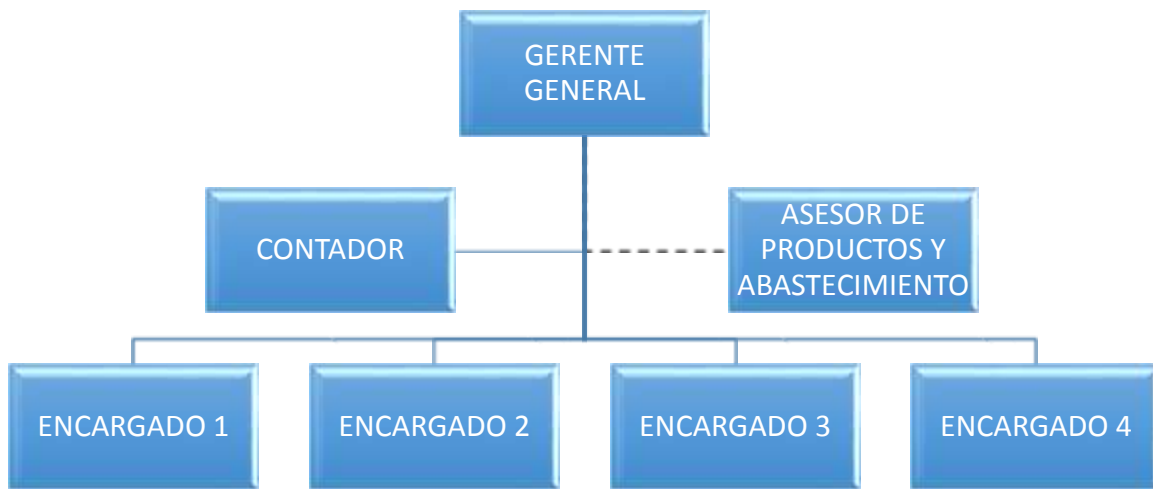 GERENTE
GENERAL
CONTADOR
ASESOR DE
PRODUCTOS Y
ABASTECIMIENTO
ENCARGADO 1
ENCARGADO 2
ENCARGADO 3
ENCARGADO 4